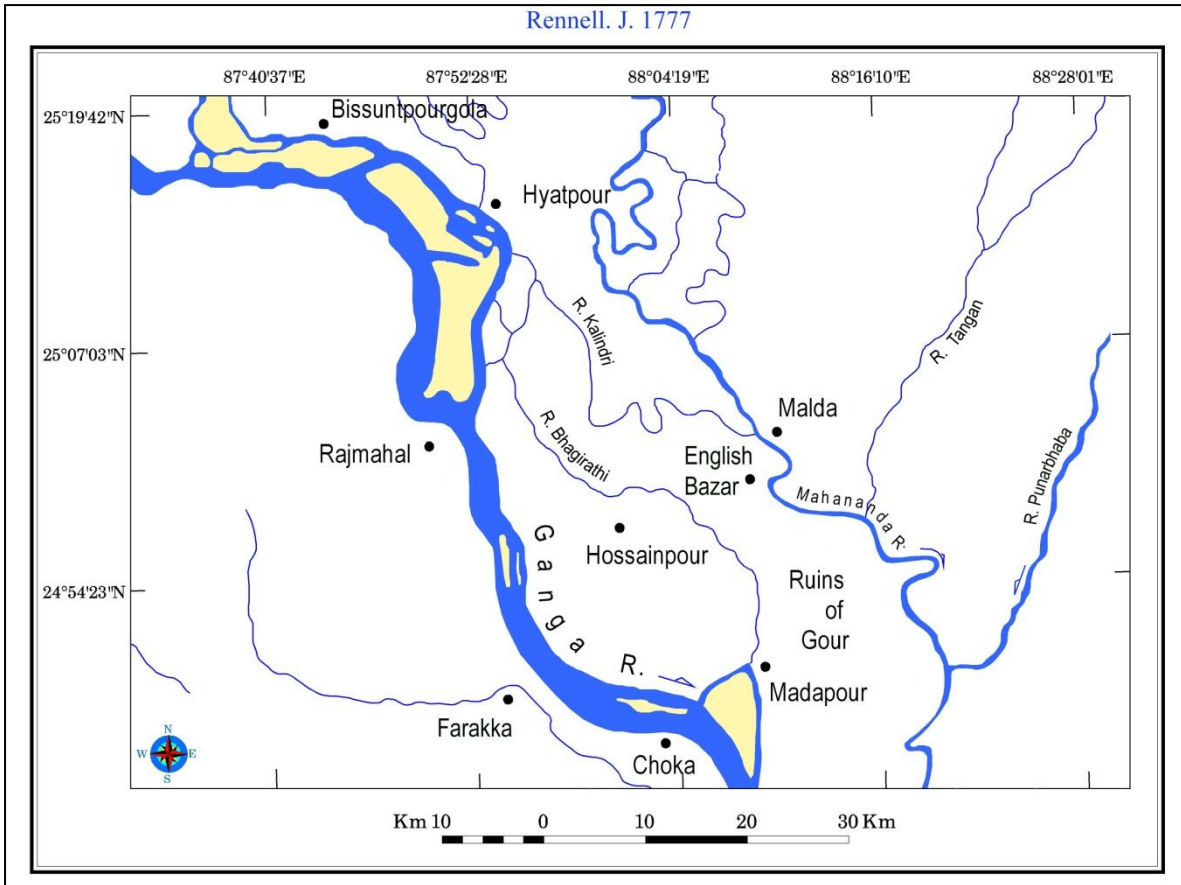 Rennell. J. 1777
87°40'37"E 87°52'28"E 88°04'19"E 88°16'10"E 88°28'01"E
25°19'42"N
Bissuntpourgola
Hyatpour
R. Kalindri
R. Tangan
25°07'03"N
Malda
R. Bhagirathi
Rajmahal
English
Bazar
R. Punarbhaba
Mahananda R.
Ganga R.
Hossainpour
24°54'23"N
Ruins
of
Gour
Madapour
Farakka
Choka
N
W E
S
Km 10 0 10 20 30 Km